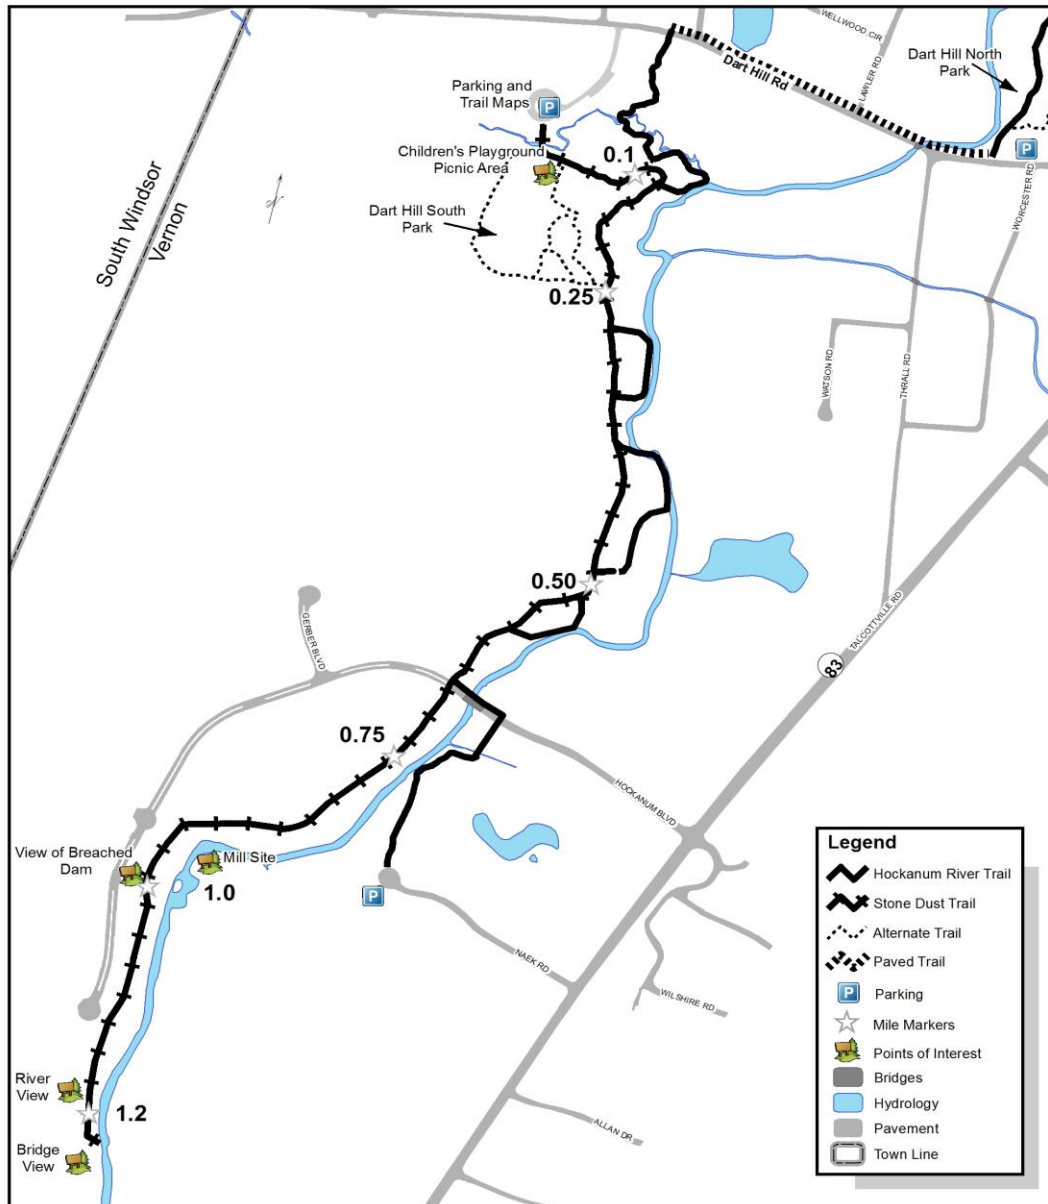 WELLWOOD CIR
Dart Hill Rd
LAWLER RD
Dart Hill North
Park
Parking and
Trail Maps
P
Children's Playground
Picnic Area
0.1
P
WORCESTER RD
South Windsor
Vernon
N
Dart Hill South
Park
0.25
WATSON RD
THRALL RD
0.50
GERBER BLVD
TALCOTTVILLE RD
83
0.75
HOCKANUM BLVD
View of Breached
Dam
Mill Site
1.0
P
NAEK RD
WILSHIRE RD
River
View
1.2
ALLAN DR
Bridge
View
Legend
Hockanum River Trail
Stone Dust Trail
Alternate Trail
Paved Trail
P Parking
Mile Markers
Points of Interest
Bridges
Hydrology
Pavement
Town Line